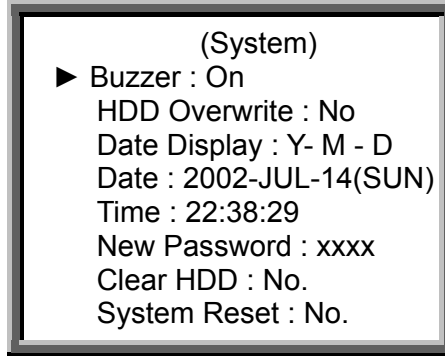 (System)
► Buzzer : On
HDD Overwrite : No
Date Display : Y- M - D
Date : 2002-JUL-14(SUN)
Time : 22:38:29
New Password : xxxx
Clear HDD : No.
System Reset : No.